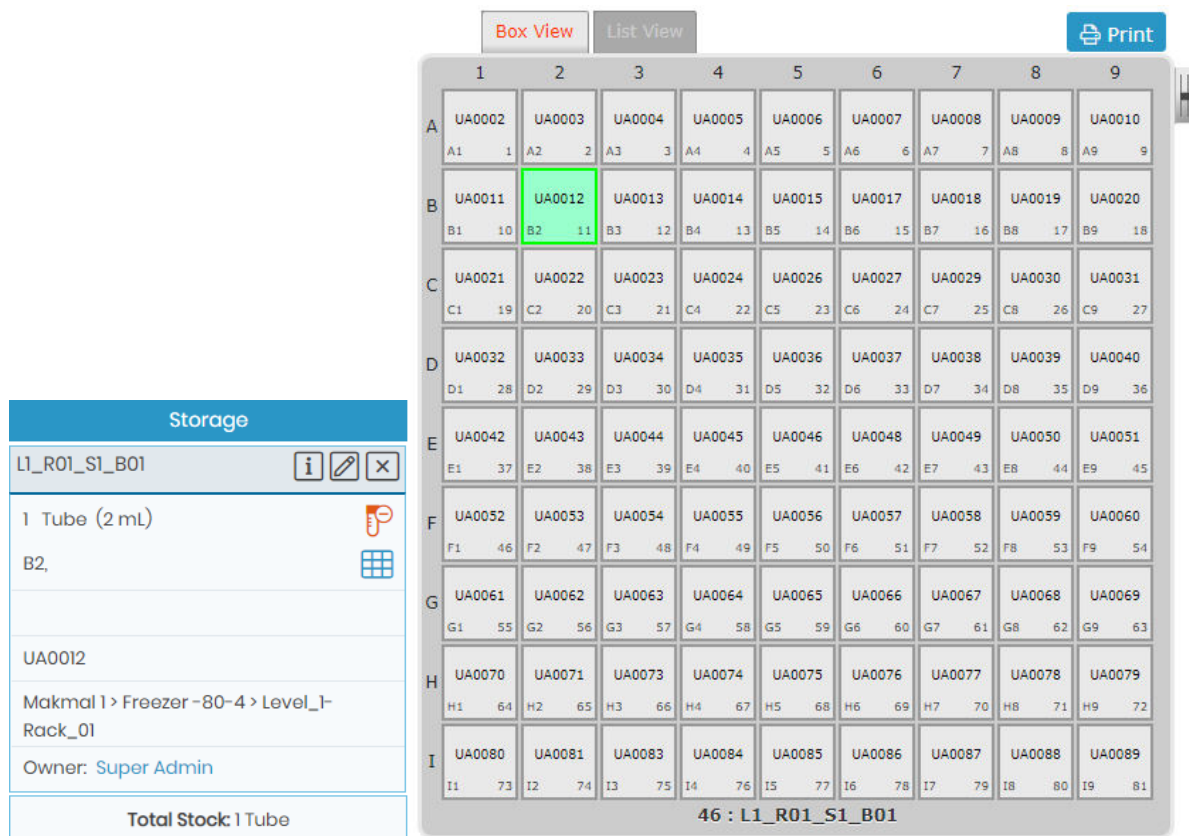 Storage
L1_R01_S1_B01
1 Tube (2 mL)
B2,
UA0012
Makmal 1 > Freezer -80-4 > Level_1-
Rack_01
Owner: Super Admin
Total Stock: 1 Tube
Box View List View Print
1 2 3 4 5 6 7 8 9
A UA0002 UA0003 UA0004 UA0005 UA0006 UA0007 UA0008 UA0009 UA0010
A1 1 A2 2 A3 3 A4 4 A5 5 A6 6 A7 7 A8 8 A9 9
B UA0011 UA0012 UA0013 UA0014 UA0015 UA0017 UA0018 UA0019 UA0020
B1 10 B2 11 B3 12 B4 13 B5 14 B6 15 B7 16 B8 17 B9 18
C UA0021 UA0022 UA0023 UA0024 UA0026 UA0027 UA0029 UA0030 UA0031
C1 19 C2 20 C3 21 C4 22 C5 23 C6 24 C7 25 C8 26 C9 27
D UA0032 UA0033 UA0034 UA0035 UA0036 UA0037 UA0038 UA0039 UA0040
D1 28 D2 29 D3 30 D4 31 D5 32 D6 33 D7 34 D8 35 D9 36
E UA0042 UA0043 UA0044 UA0045 UA0046 UA0048 UA0049 UA0050 UA0051
E1 37 E2 38 E3 39 E4 40 E5 41 E6 42 E7 43 E8 44 E9 45
F UA0052 UA0053 UA0054 UA0055 UA0056 UA0057 UA0058 UA0059 UA0060
F1 46 F2 47 F3 48 F4 49 F5 50 F6 51 F7 52 F8 53 F9 54
G UA0061 UA0062 UA0063 UA0064 UA0065 UA0066 UA0067 UA0068 UA0069
G1 55 G2 56 G3 57 G4 58 G5 59 G6 60 G7 61 G8 62 G9 63
H UA0070 UA0071 UA0073 UA0074 UA0075 UA0076 UA0077 UA0078 UA0079
H1 64 H2 65 H3 66 H4 67 H5 68 H6 69 H7 70 H8 71 H9 72
I UA0080 UA0081 UA0083 UA0084 UA0085 UA0086 UA0087 UA0088 UA0089
I1 73 I2 74 I3 75 I4 76 I5 77 I6 78 I7 79 I8 80 I9 81
46 : L1_R01_S1_B01